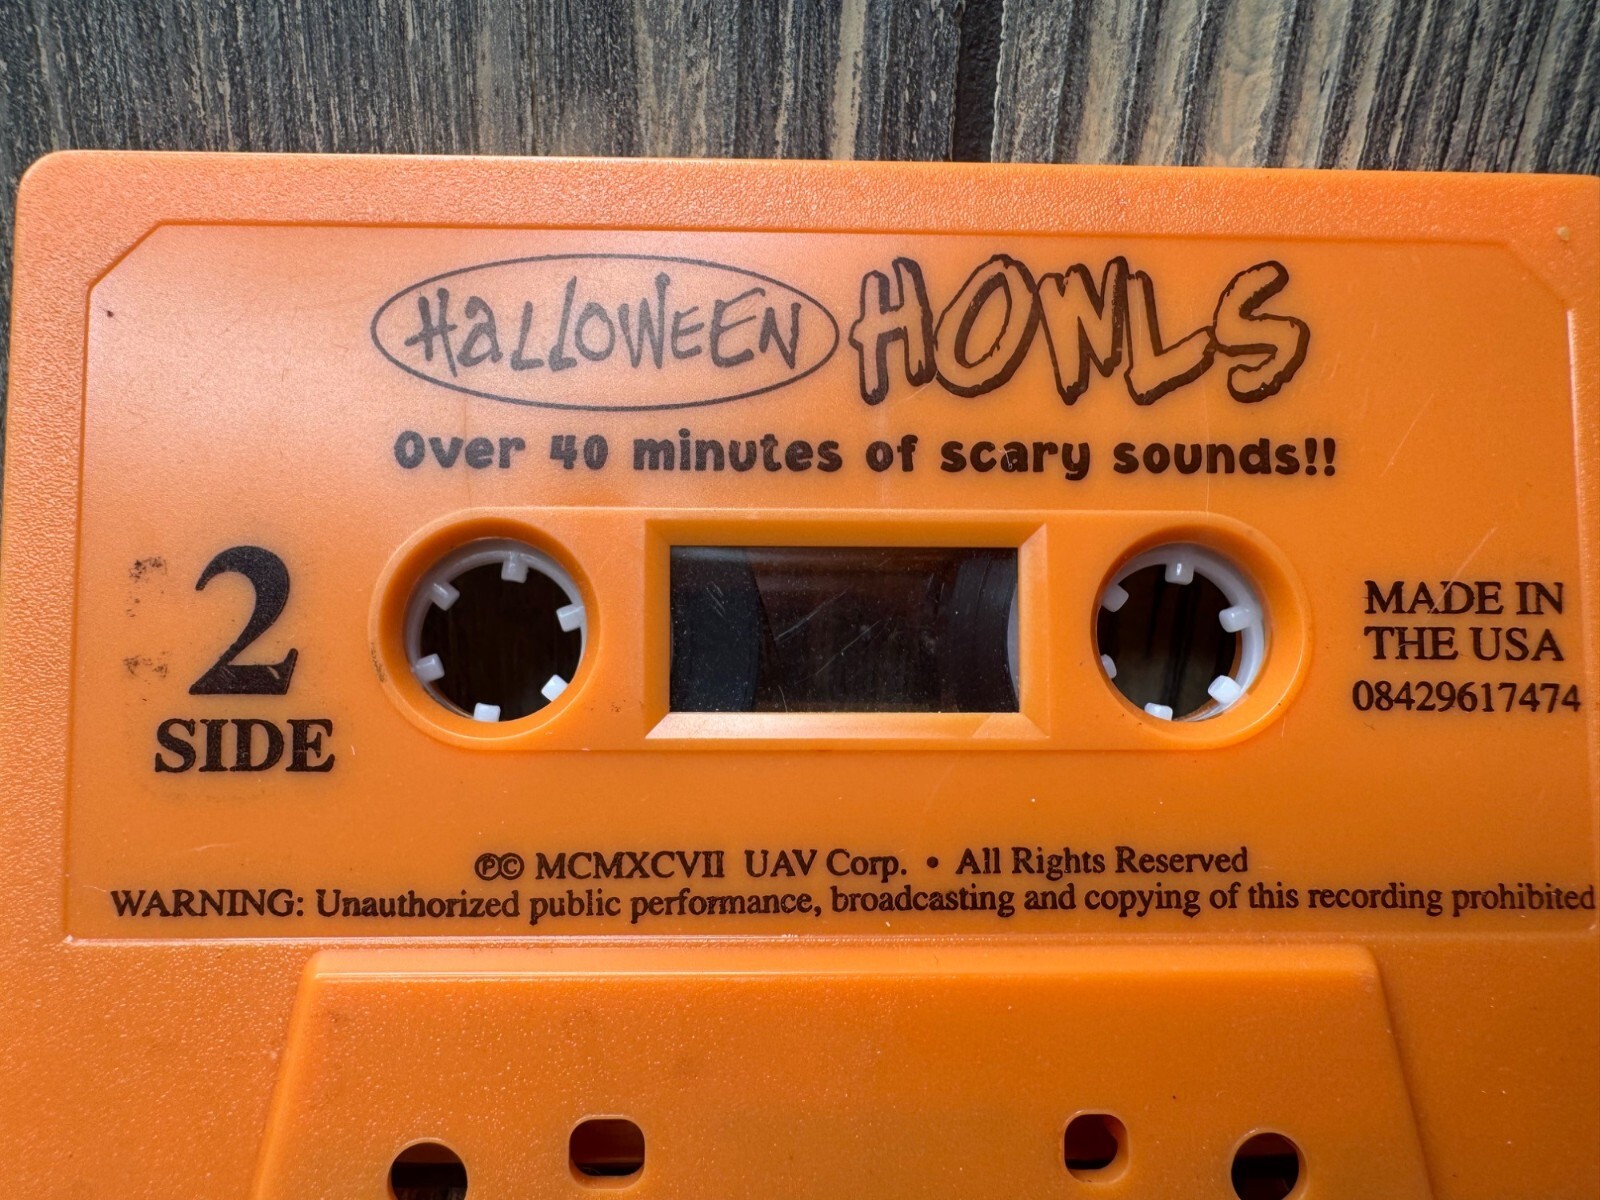 HALLOWEEN HOWLS
Over 40 minutes of scary sounds!!
2
SIDE
MADE IN
THE USA
08429617474
℗© MCMXCVII UAV Corp. • All Rights Reserved
WARNING: Unauthorized public performance, broadcasting and copying of this recording prohibited